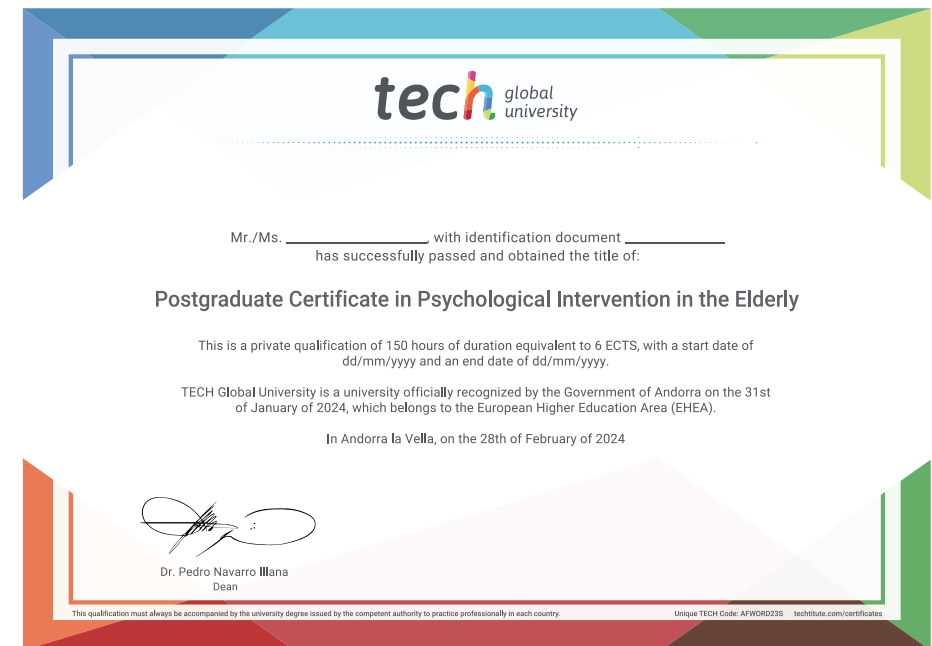 tech global university
Mr./Ms. ____________, with identification document ____________
has successfully passed and obtained the title of:
Postgraduate Certificate in Psychological Intervention in the Elderly
This is a private qualification of 150 hours of duration equivalent to 6 ECTS, with a start date of
dd/mm/yyyy and an end date of dd/mm/yyyy.
TECH Global University is a university officially recognized by the Government of Andorra on the 31st
of January of 2024, which belongs to the European Higher Education Area (EHEA).
In Andorra la Vella, on the 28th of February of 2024
Dr. Pedro Navarro Illana
Dean
This qualification must always be accompanied by the university degree issued by the competent authority to practice professionally in each country. Unique TECH Code: AFWORD23S techtitute.com/certificates